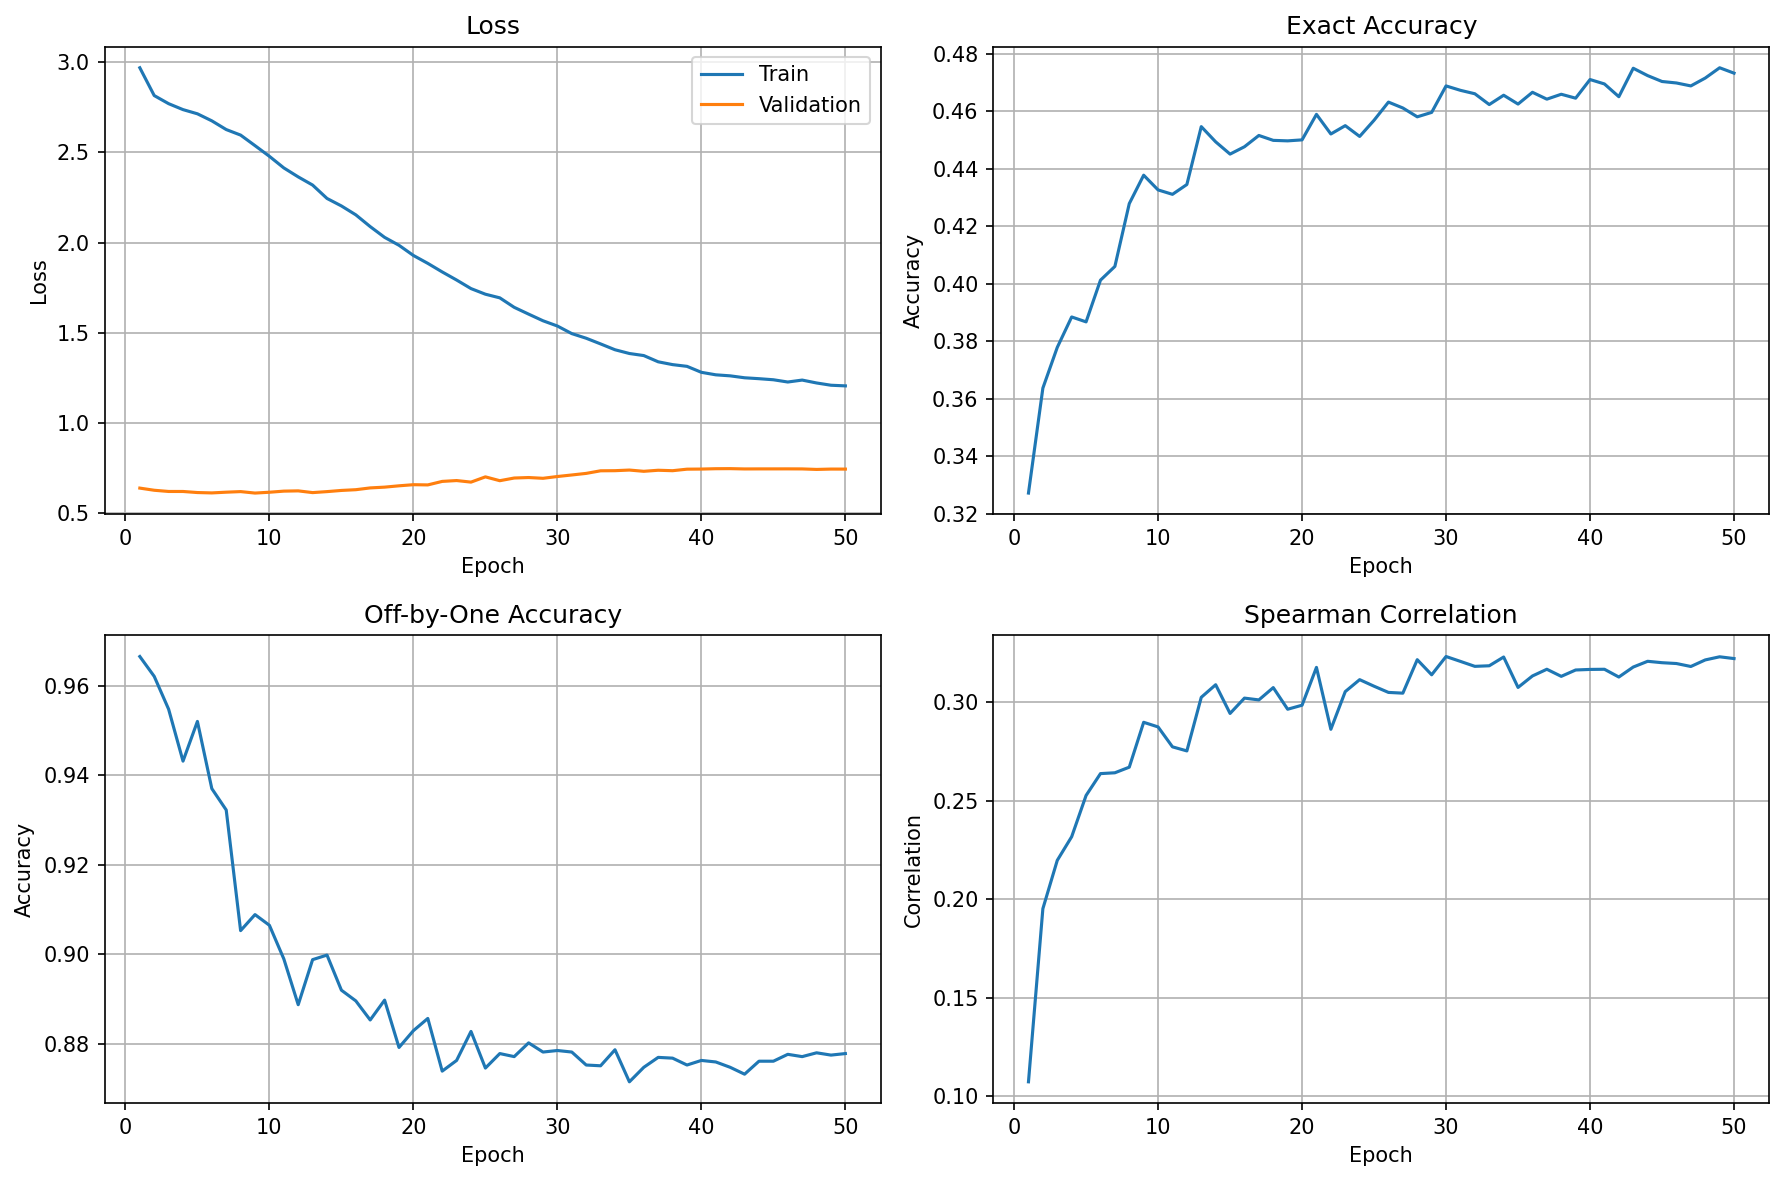 Loss
3.0
2.5
2.0
1.5
1.0
0.5
Loss
Train
Validation
0 10 20 30 40 50
Epoch
Exact Accuracy
0.48
0.46
0.44
0.42
0.40
0.38
0.36
0.34
0.32
Accuracy
0 10 20 30 40 50
Epoch
Off-by-One Accuracy
0.96
0.94
0.92
0.90
0.88
Accuracy
0 10 20 30 40 50
Epoch
Spearman Correlation
0.30
0.25
0.20
0.15
0.10
Correlation
0 10 20 30 40 50
Epoch